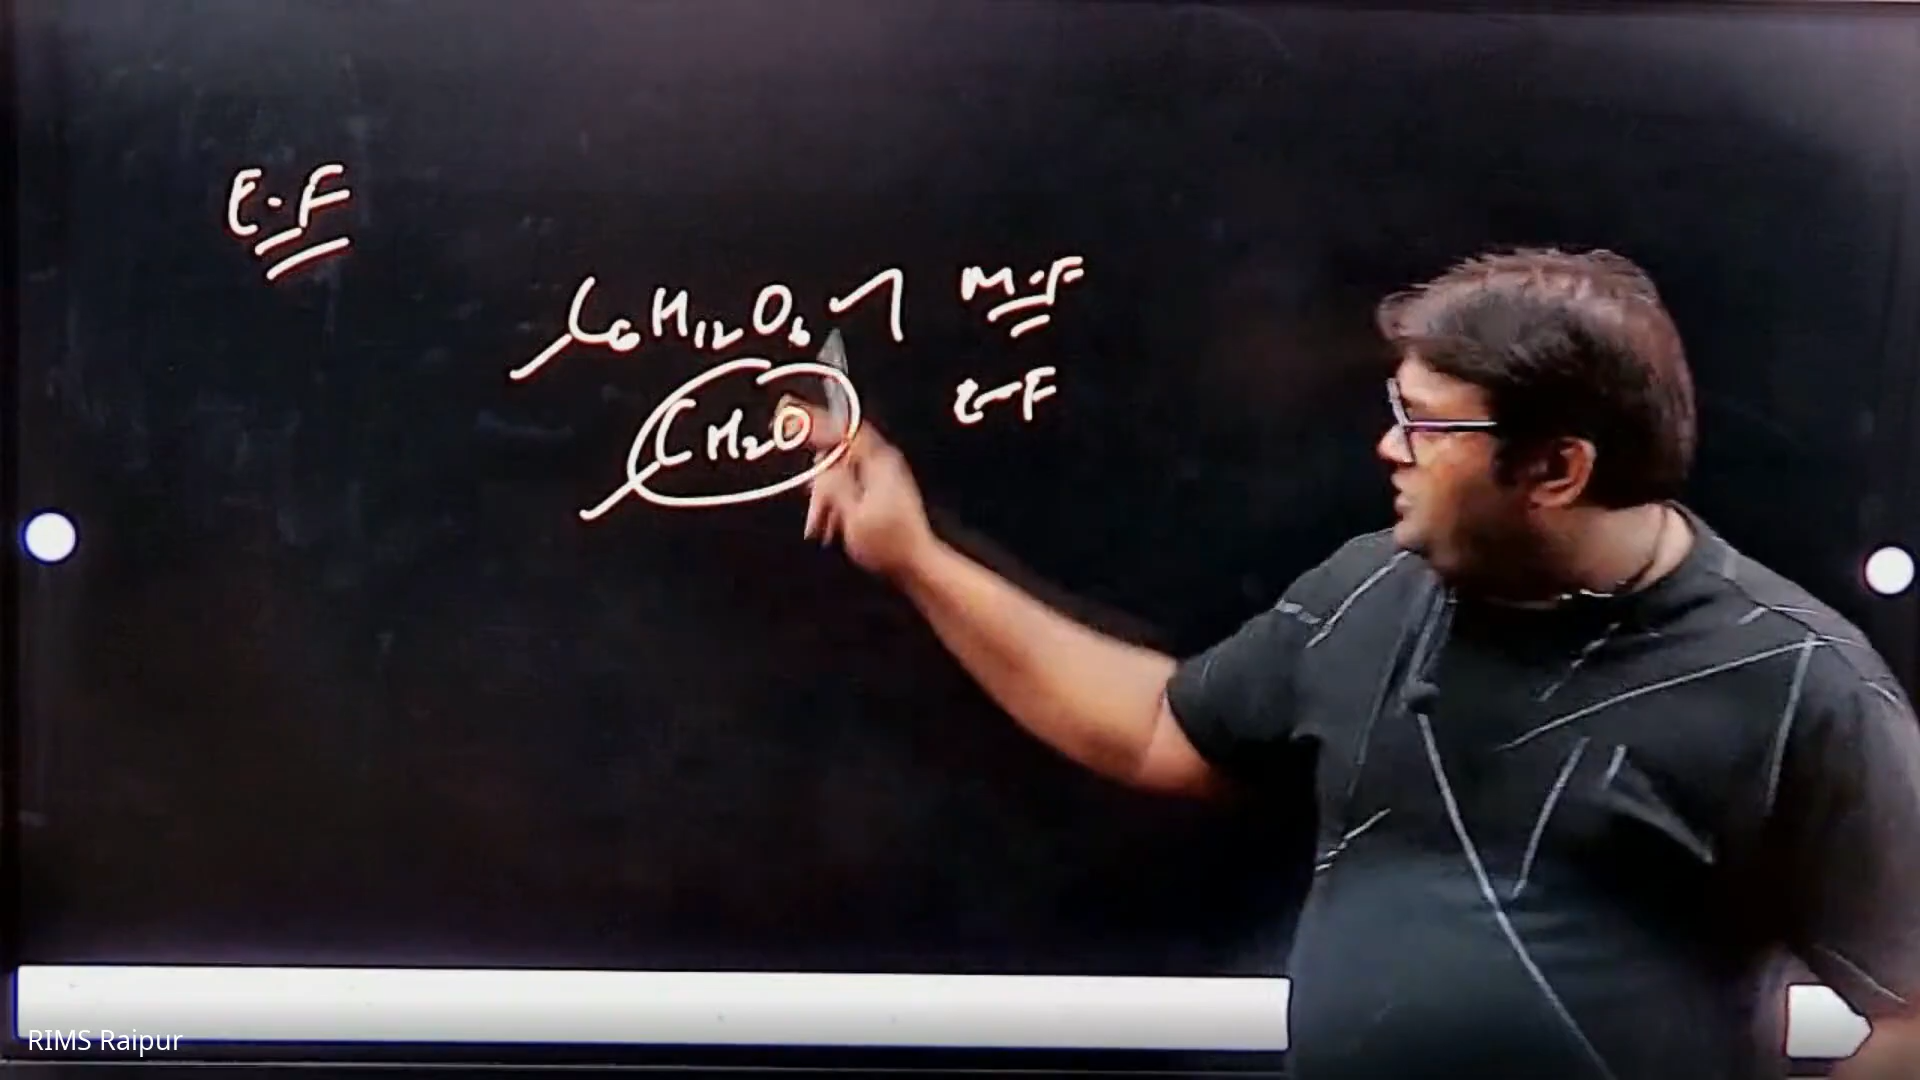 E.F
C₆H₁₂O₆ M.F
CH₂O E-F
RIMS Raipur